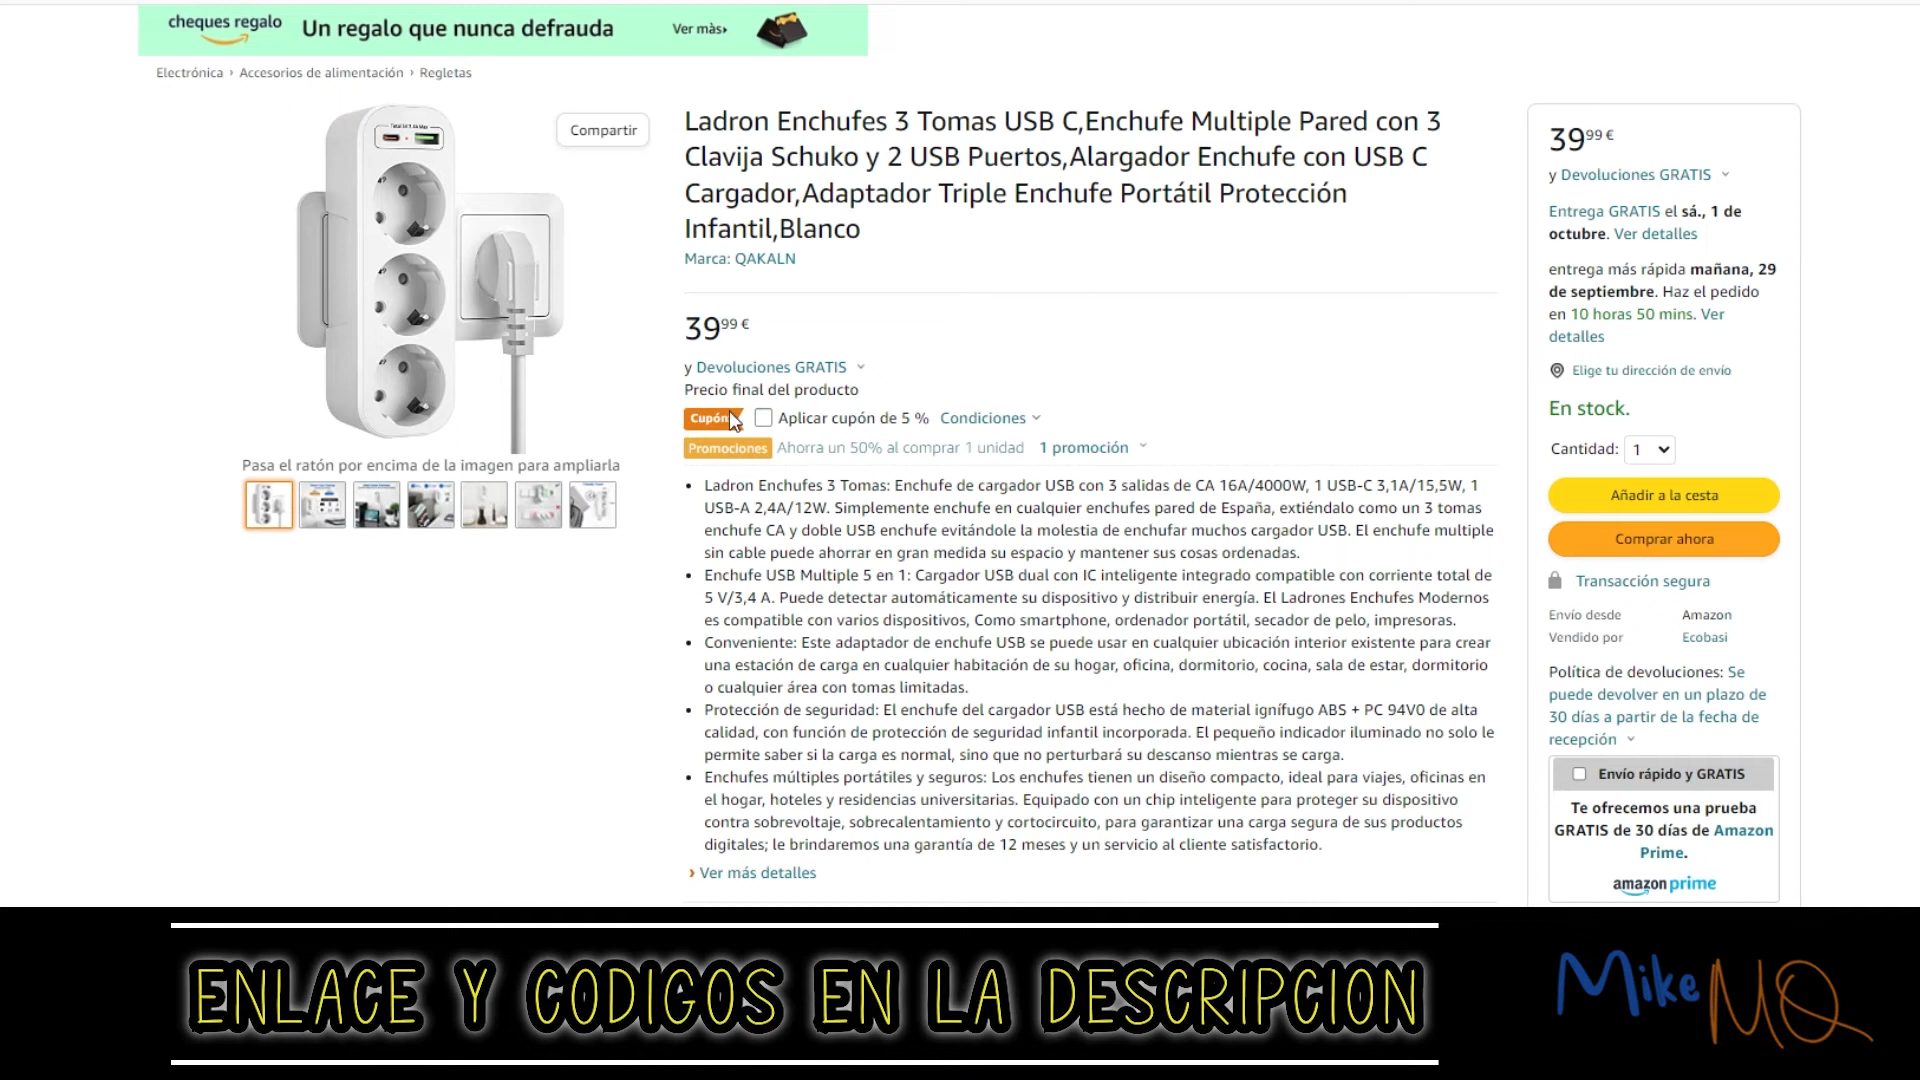 cheques regalo
Un regalo que nunca defrauda
Ver màs
Electrónica › Accesorios de alimentación › Regletas
Compartir
Pasa el ratón por encima de la imagen para ampliarla
Ladron Enchufes 3 Tomas USB C,Enchufe Multiple Pared con 3
Clavija Schuko y 2 USB Puertos,Alargador Enchufe con USB C
Cargador,Adaptador Triple Enchufe Portátil Protección
Infantil,Blanco
Marca: QAKALN
39⁹⁹ €
y Devoluciones GRATIS
Precio final del producto
Cupón Aplicar cupón de 5 % Condiciones
Promociones Ahorra un 50% al comprar 1 unidad 1 promoción
• Ladron Enchufes 3 Tomas: Enchufe de cargador USB con 3 salidas de CA 16A/4000W, 1 USB-C 3,1A/15,5W, 1
USB-A 2,4A/12W. Simplemente enchufe en cualquier enchufes pared de España, extiéndalo como un 3 tomas
enchufe CA y doble USB enchufe evitándole la molestia de enchufar muchos cargador USB. El enchufe multiple
sin cable puede ahorrar en gran medida su espacio y mantener sus cosas ordenadas.
• Enchufe USB Multiple 5 en 1: Cargador USB dual con IC inteligente integrado compatible con corriente total de
5 V/3,4 A. Puede detectar automáticamente su dispositivo y distribuir energía. El Ladrones Enchufes Modernos
es compatible con varios dispositivos, Como smartphone, ordenador portátil, secador de pelo, impresoras.
• Conveniente: Este adaptador de enchufe USB se puede usar en cualquier ubicación interior existente para crear
una estación de carga en cualquier habitación de su hogar, oficina, dormitorio, cocina, sala de estar, dormitorio
o cualquier área con tomas limitadas.
• Protección de seguridad: El enchufe del cargador USB está hecho de material ignífugo ABS + PC 94V0 de alta
calidad, con función de protección de seguridad infantil incorporada. El pequeño indicador iluminado no solo le
permite saber si la carga es normal, sino que no perturbará su descanso mientras se carga.
• Enchufes múltiples portátiles y seguros: Los enchufes tienen un diseño compacto, ideal para viajes, oficinas en
el hogar, hoteles y residencias universitarias. Equipado con un chip inteligente para proteger su dispositivo
contra sobrevoltaje, sobrecalentamiento y cortocircuito, para garantizar una carga segura de sus productos
digitales; le brindaremos una garantía de 12 meses y un servicio al cliente satisfactorio.
› Ver más detalles
39⁹⁹ €
y Devoluciones GRATIS
Entrega GRATIS el sá., 1 de
octubre. Ver detalles
entrega más rápida mañana, 29
de septiembre. Haz el pedido
en 10 horas 50 mins. Ver
detalles
Elige tu dirección de envío
En stock.
Cantidad: 1
Añadir a la cesta
Comprar ahora
Transacción segura
Envío desde Amazon
Vendido por Ecobasi
Política de devoluciones: Se
puede devolver en un plazo de
30 días a partir de la fecha de
recepción
Envío rápido y GRATIS
Te ofrecemos una prueba
GRATIS de 30 días de Amazon
Prime.
amazon prime
ENLACE Y CODIGOS EN LA DESCRIPCION
Mike MQ